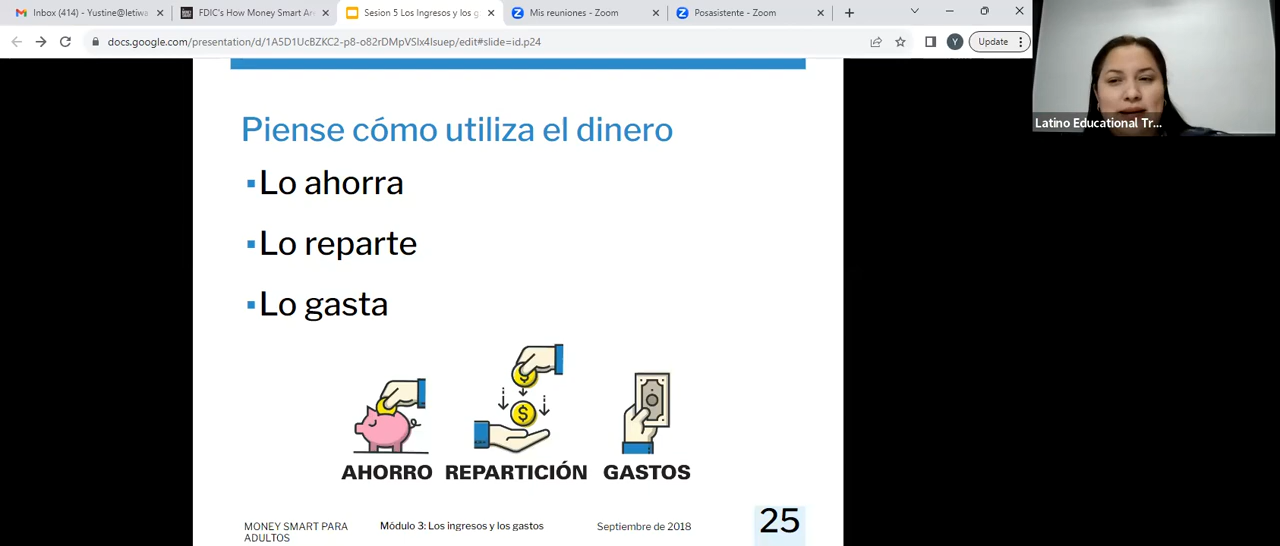 Inbox (414) - Yustine@letiwa
FDIC's How Money Smart Are
Sesion 5 Los Ingresos y los g
Mis reuniones - Zoom
Posasistente - Zoom
docs.google.com/presentation/d/1A5D1UcBZKC2-p8-o82rDMpVSIx4Isuep/edit#slide=id.p24
Y
Update
Latino Educational Tr...
Piense cómo utiliza el dinero
Lo ahorra
Lo reparte
Lo gasta
$
$
AHORRO REPARTICIÓN GASTOS
MONEY SMART PARA
ADULTOS
Módulo 3: Los ingresos y los gastos
Septiembre de 2018
25